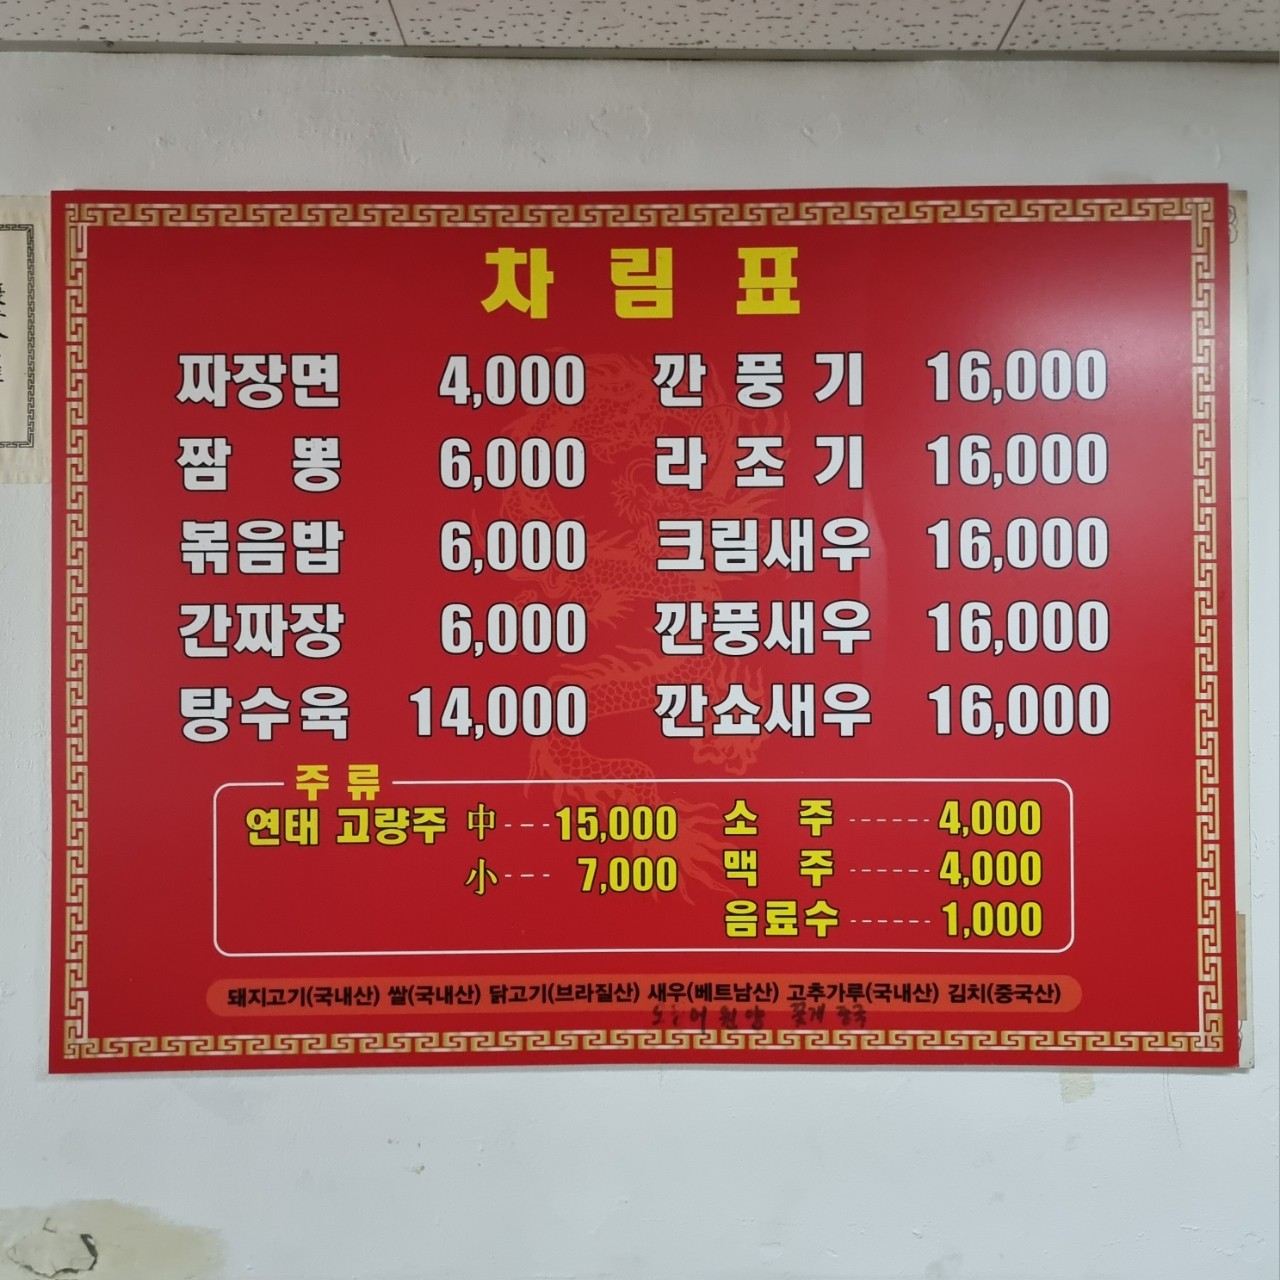 차림표
짜장면 4,000 깐풍기 16,000
짬뽕 6,000 라조기 16,000
볶음밥 6,000 크림새우 16,000
간짜장 6,000 깐풍새우 16,000
탕수육 14,000 깐쇼새우 16,000
주류
연태 고량주 中---15,000 소주 ------4,000
小--- 7,000 맥주 ------4,000
음료수 ------1,000
돼지고기(국내산) 쌀(국내산) 닭고기(브라질산) 새우(베트남산) 고추가루(국내산) 김치(중국산)
원양 꽃게 중국